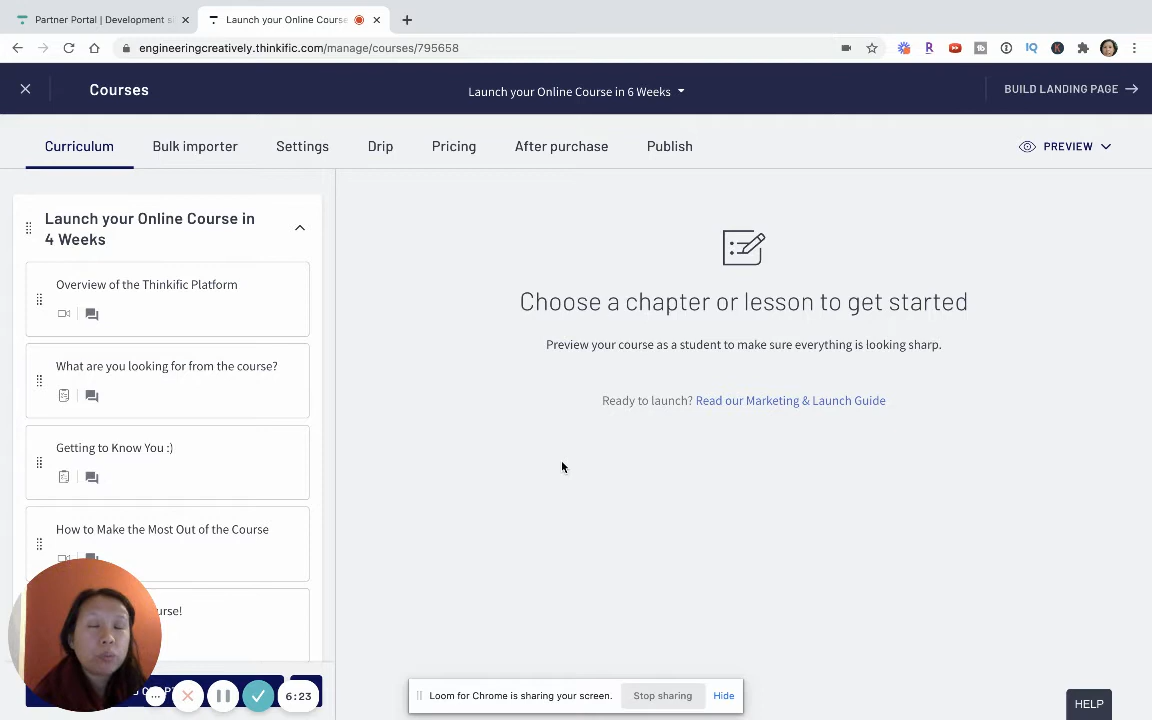 Partner Portal | Development si
Launch your Online Course
engineeringcreatively.thinkific.com/manage/courses/795658
Courses
Launch your Online Course in 6 Weeks
BUILD LANDING PAGE
Curriculum
Bulk importer
Settings
Drip
Pricing
After purchase
Publish
PREVIEW
Launch your Online Course in
4 Weeks
Overview of the Thinkific Platform
What are you looking for from the course?
Getting to Know You :)
How to Make the Most Out of the Course
Choose a chapter or lesson to get started
Preview your course as a student to make sure everything is looking sharp.
Ready to launch? Read our Marketing & Launch Guide
6:23
Loom for Chrome is sharing your screen.
Stop sharing
Hide
HELP